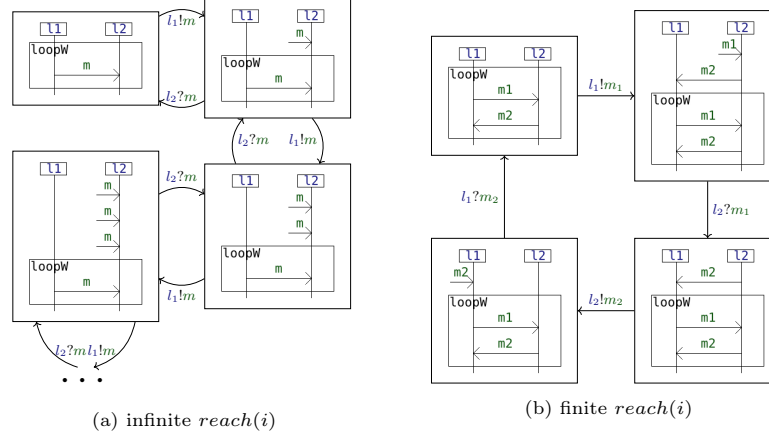 l1 l2
loopW
m
l₁!m
l₂?m
l1 l2
m
loopW
m
l₂?m
l₁!m
l1 l2
m
m
m
loopW
m
l₂?m
l₁!m
l1 l2
m
m
loopW
m
l₂?m l₁!m
• • •
(a) infinite reach(i)
l1 l2
loopW
m1
m2
l₁!m₁
l1 l2
m1
m2
loopW
m1
m2
l₁?m₂
l₂?m₁
l1 l2
m2
loopW
m1
m2
l₂!m₂
l1 l2
m2
loopW
m1
m2
(b) finite reach(i)